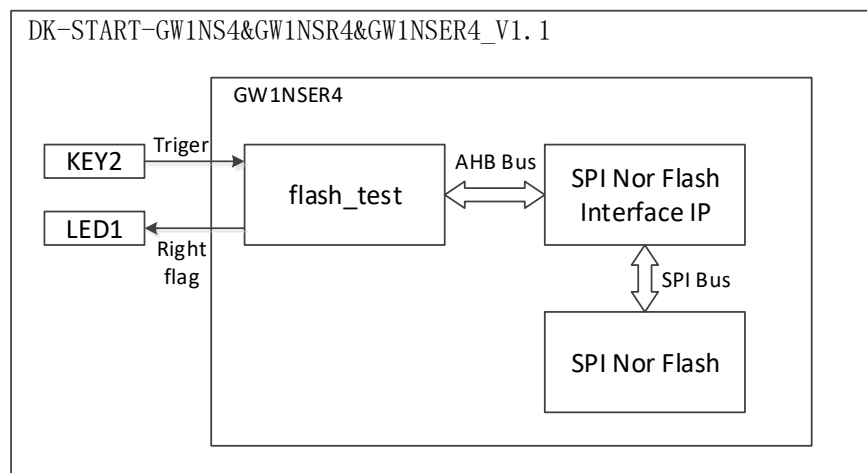 DK-START-GW1NS4&GW1NSR4&GW1NSER4_V1.1
GW1NSER4
KEY2
Triger
flash_test
AHB Bus
SPI Nor Flash
Interface IP
LED1
Right
flag
SPI Bus
SPI Nor Flash